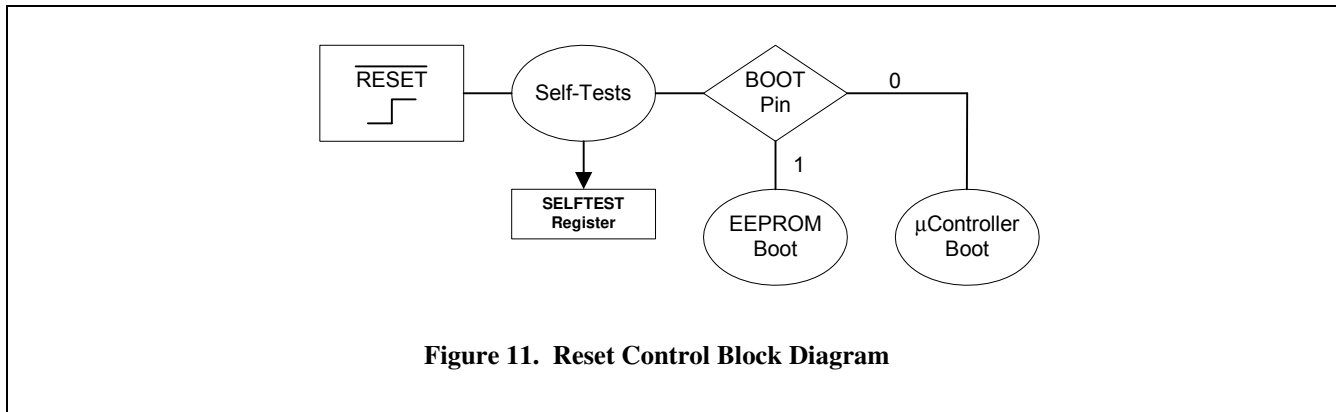 RESET
Self-Tests
BOOT
Pin
0
1
SELFTEST
Register
EEPROM
Boot
μController
Boot
Figure 11. Reset Control Block Diagram